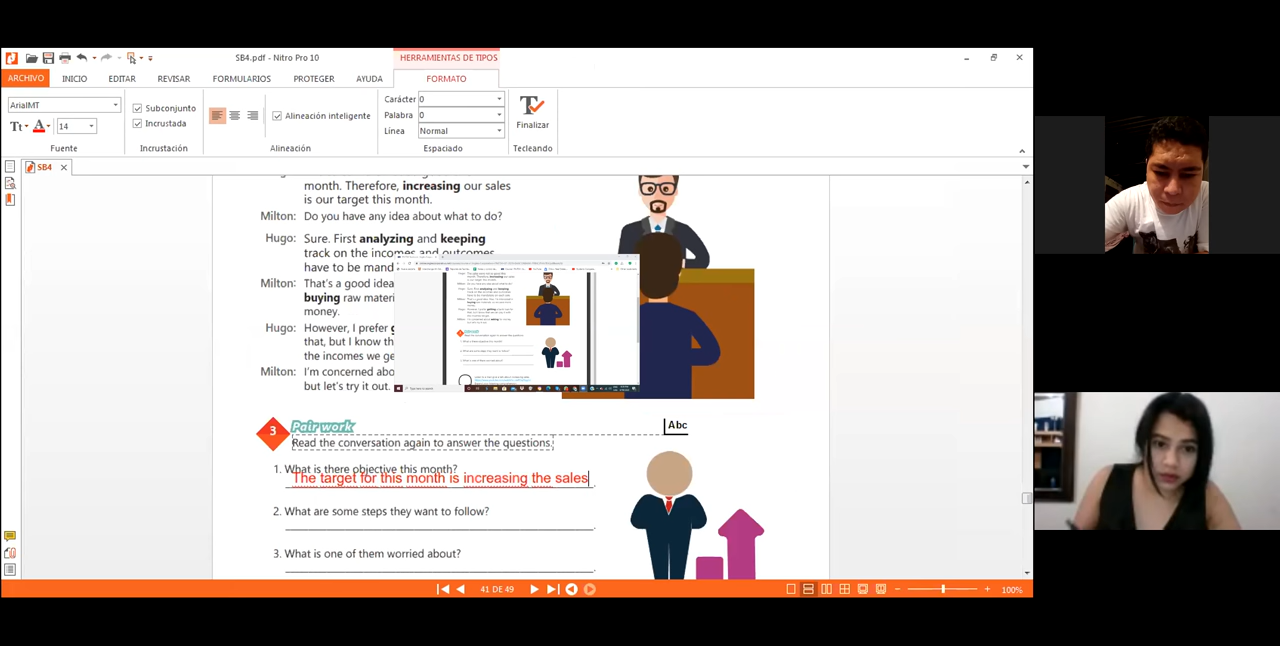 SB4.pdf - Nitro Pro 10
HERRAMIENTAS DE TIPOS
ARCHIVO INICIO EDITAR REVISAR FORMULARIOS PROTEGER AYUDA FORMATO
ArialMT
14
Fuente
Subconjunto
Incrustada
Incrustación
Alineación inteligente
Alineación
Carácter 0
Palabra 0
Línea Normal
Espaciado
Finalizar
Tecleando
SB4
month. Therefore, increasing our sales
is our target this month.
Milton: Do you have any idea about what to do?
Hugo: Sure. First analyzing and keeping
track on the incomes and outcomes
have to be mand
Milton: That's a good idea
buying raw materi
money.
Hugo: However, I prefer g
that, but I know th
the incomes we ge
Milton: I'm concerned abo
but let's try it out.
3 Pair work
Abc
Read the conversation again to answer the questions.
1. What is there objective this month?
The target for this month is increasing the sales
2. What are some steps they want to follow?
3. What is one of them worried about?
41 DE 49
100%